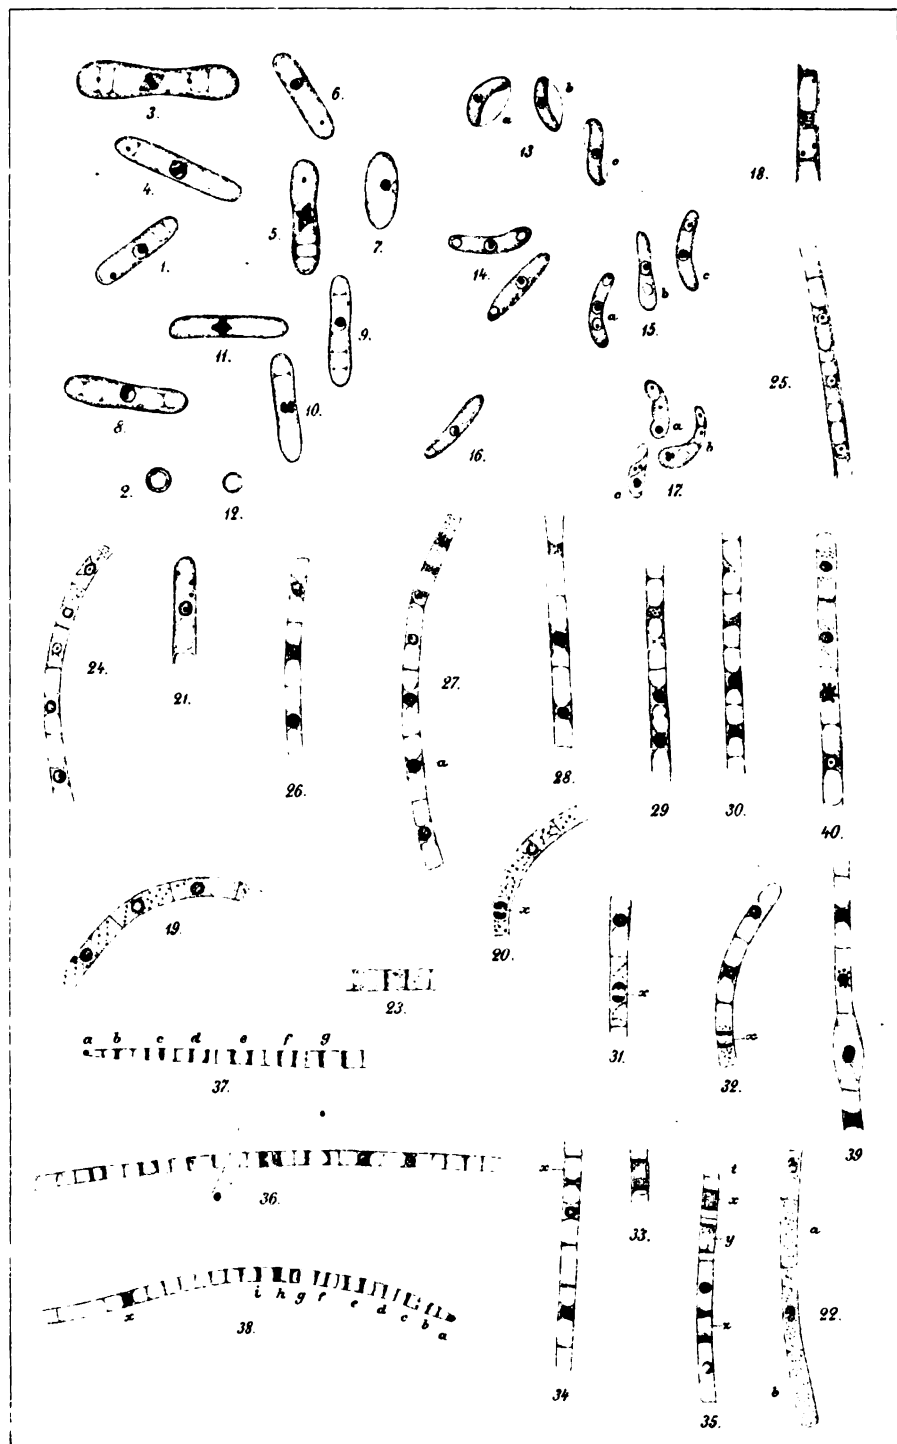 3.
6.
a
b
13
c
18.
4.
1.
5.
7.
14.
a
b
15.
c
11.
9.
25.
8.
10.
16.
a
b
c
17.
2.
12.
24.
21.
26.
27.
a
28.
29
30.
40.
19.
20.
x
23.
31.
x
32.
x
39
a b c d e f g
37.
36.
x
33.
t
x
y
z
a
22.
b
x
i h g f e d c b a
38.
34
35.